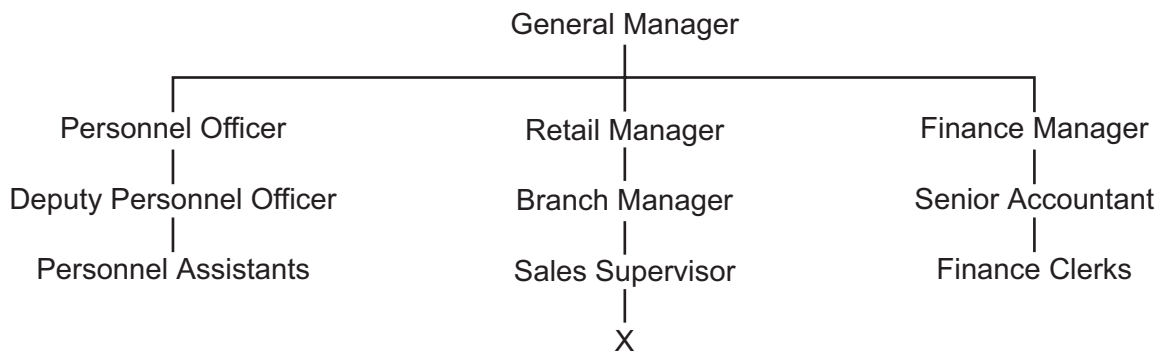 General Manager
Personnel Officer
Retail Manager
Finance Manager
Deputy Personnel Officer
Branch Manager
Senior Accountant
Personnel Assistants
Sales Supervisor
Finance Clerks
X